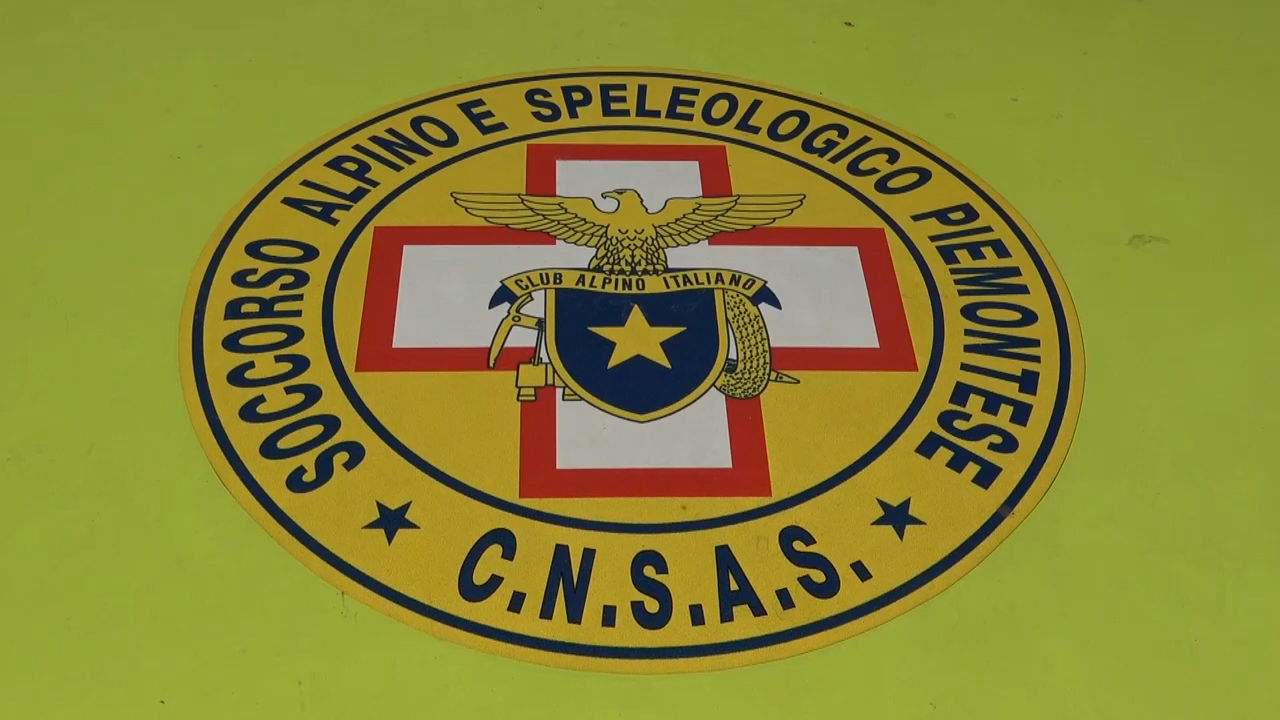 SOCCORSO ALPINO E SPELEOLOGICO PIEMONTESE
CLUB ALPINO ITALIANO
C.N.S.A.S.